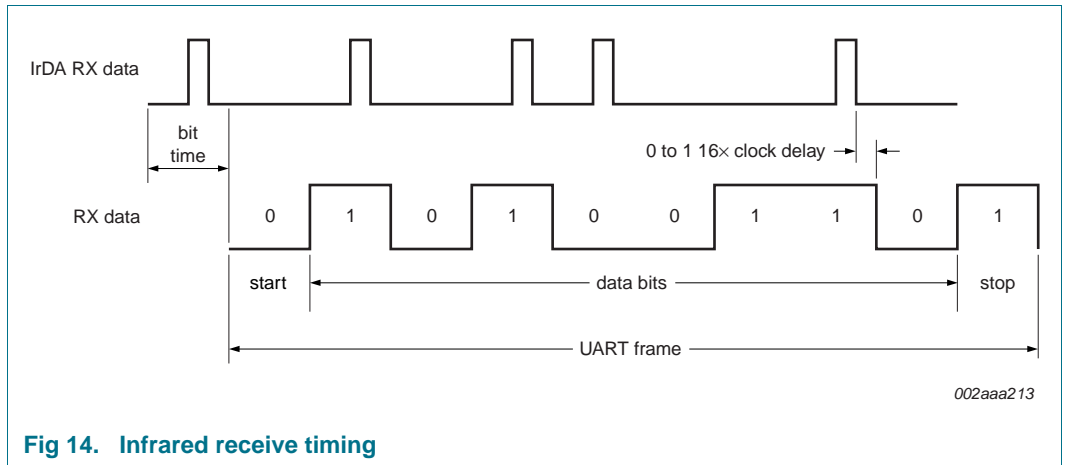 IrDA RX data
bit
time
0 to 1 16× clock delay
RX data
0 1 0 1 0 0 1 1 0 1
start data bits stop
UART frame
002aaa213
Fig 14. Infrared receive timing